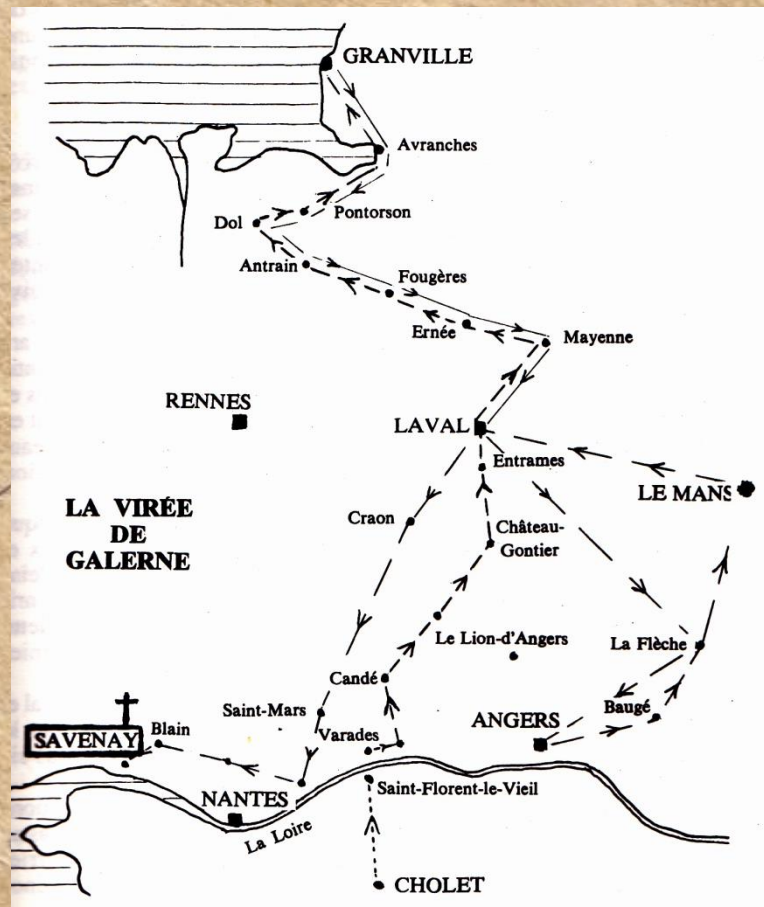 GRANVILLE
Avranches
Pontorson
Dol
Antrain
Fougères
Ernée
Mayenne
RENNES
LAVAL
Entrames
LE MANS
Craon
LA VIRÉE
DE
GALERNE
Château-
Gontier
Le Lion-d'Angers
La Flèche
Candé
Saint-Mars
Baugé
Varades
ANGERS
SAVENAY
Blain
Saint-Florent-le-Vieil
NANTES
La Loire
CHOLET